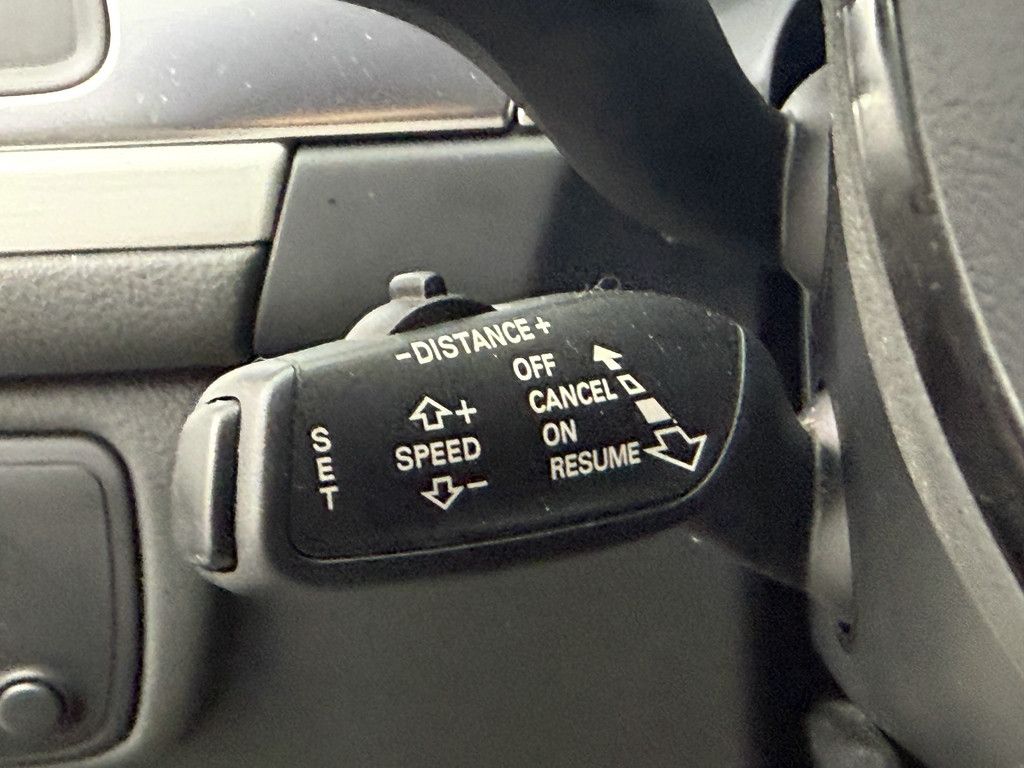 -DISTANCE+
OFF
CANCEL
ON
RESUME
+
SPEED
-
SET